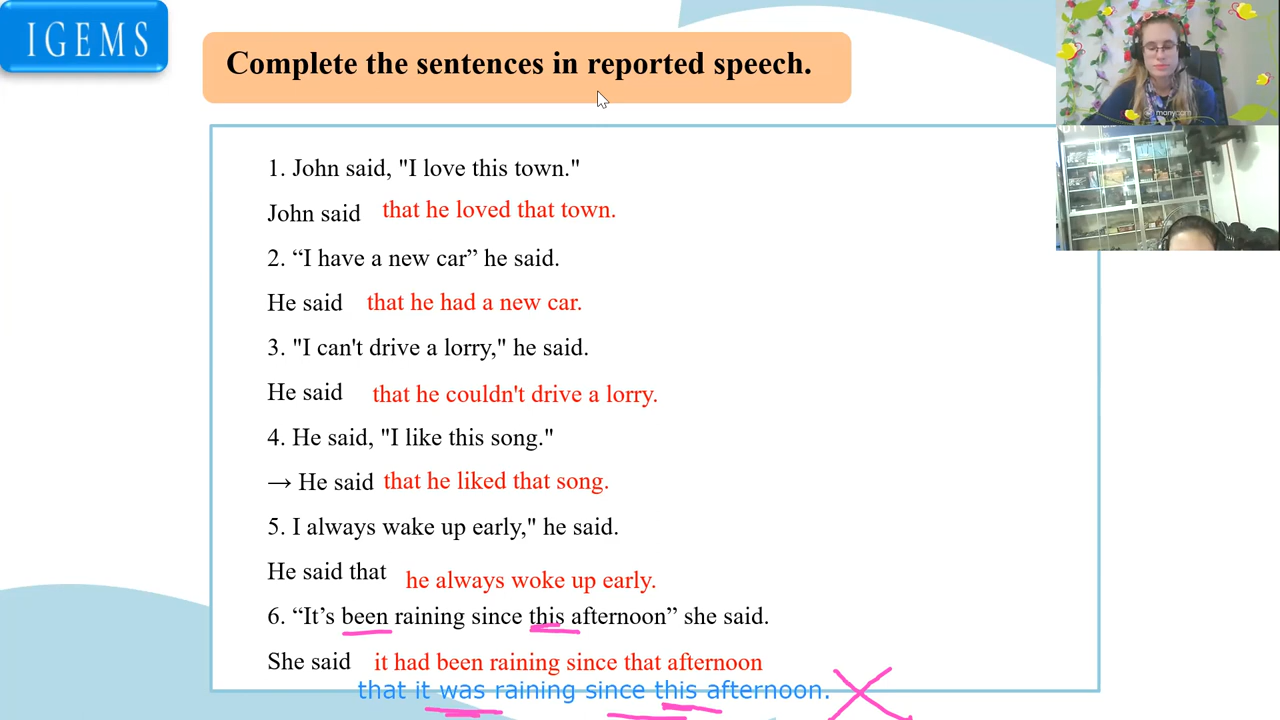 IGEMS
Complete the sentences in reported speech.
1. John said, "I love this town."
John said that he loved that town.
2. “I have a new car” he said.
He said that he had a new car.
3. "I can't drive a lorry," he said.
He said that he couldn't drive a lorry.
4. He said, "I like this song."
→ He said that he liked that song.
5. I always wake up early," he said.
He said that he always woke up early.
6. “It’s been raining since this afternoon” she said.
She said it had been raining since that afternoon
that it was raining since this afternoon.
manycam